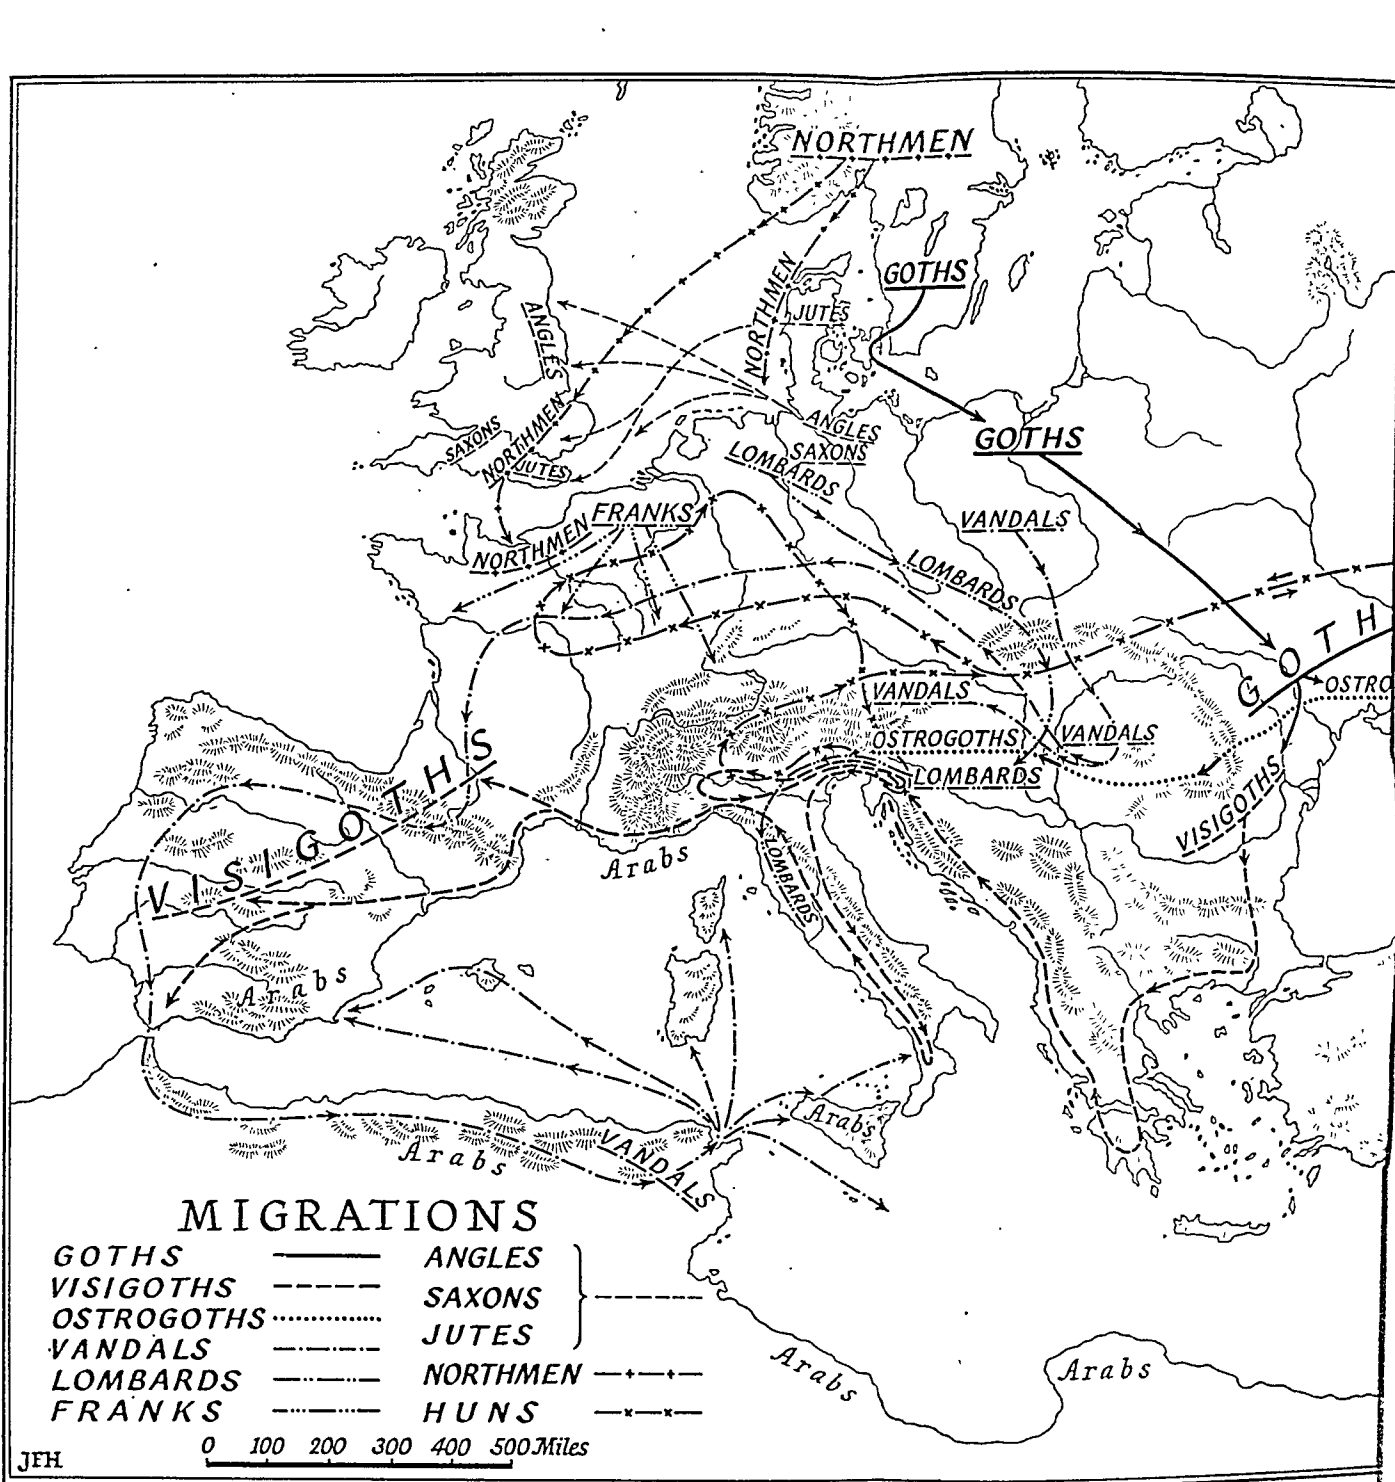 NORTHMEN
GOTHS
NORTHMEN
JUTES
ANGLES
NORTHMEN
SAXONS
JUTES
ANGLES
SAXONS
LOMBARDS
GOTHS
FRANKS
NORTHMEN
VANDALS
LOMBARDS
GOTH
OSTRO
VANDALS
OSTROGOTHS
VANDALS
LOMBARDS
VISIGOTHS
VISIGOTHS
Arabs
LOMBARDS
Arabs
Arabs
Arabs
VANDALS
MIGRATIONS
GOTHS
VISIGOTHS
OSTROGOTHS
VANDALS
LOMBARDS
FRANKS
ANGLES
SAXONS
JUTES
NORTHMEN
HUNS
0 100 200 300 400 500 Miles
Arabs
Arabs
JFH